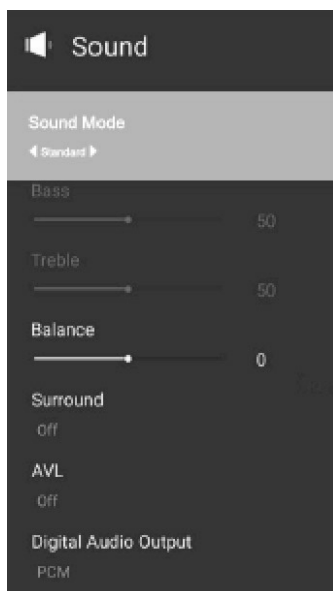 Sound
Sound Mode
Standard
Bass
50
Treble
50
Balance
0
Surround
Off
AVL
Off
Digital Audio Output
PCM